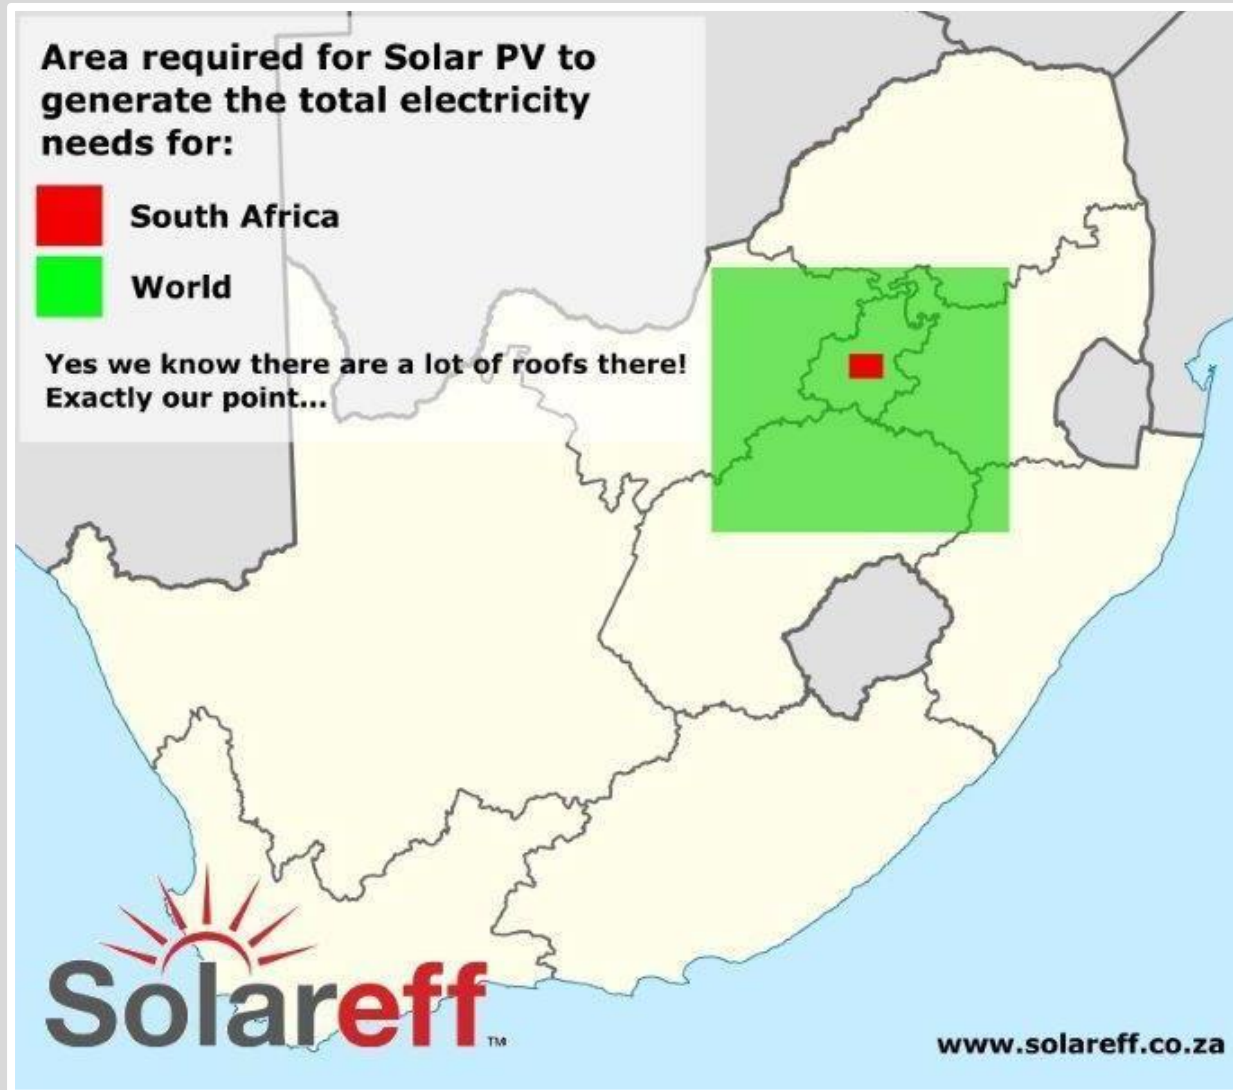 Area required for Solar PV to
generate the total electricity
needs for:
South Africa
World
Yes we know there are a lot of roofs there!
Exactly our point...
Solareff™
www.solareff.co.za